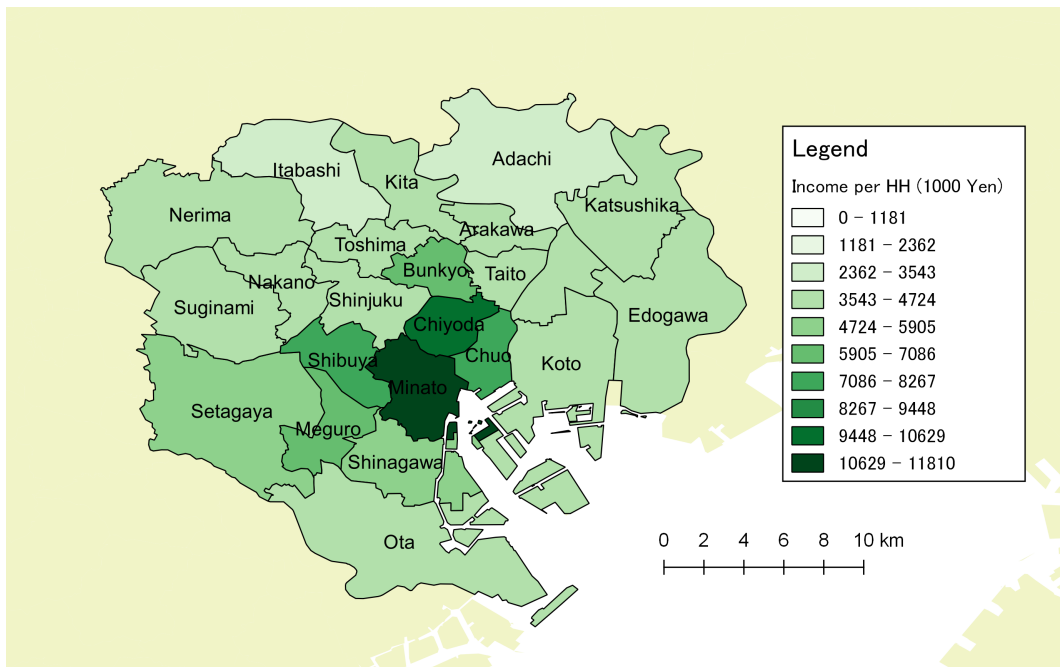 Adachi
Itabashi
Kita
Katsushika
Nerima
Arakawa
Toshima
Bunkyo
Taito
Nakano
Shinjuku
Suginami
Edogawa
Chiyoda
Shibuya
Chuo
Koto
Minato
Setagaya
Meguro
Shinagawa
Ota
Legend
Income per HH (1000 Yen)
0 - 1181
1181 - 2362
2362 - 3543
3543 - 4724
4724 - 5905
5905 - 7086
7086 - 8267
8267 - 9448
9448 - 10629
10629 - 11810
0 2 4 6 8 10 km